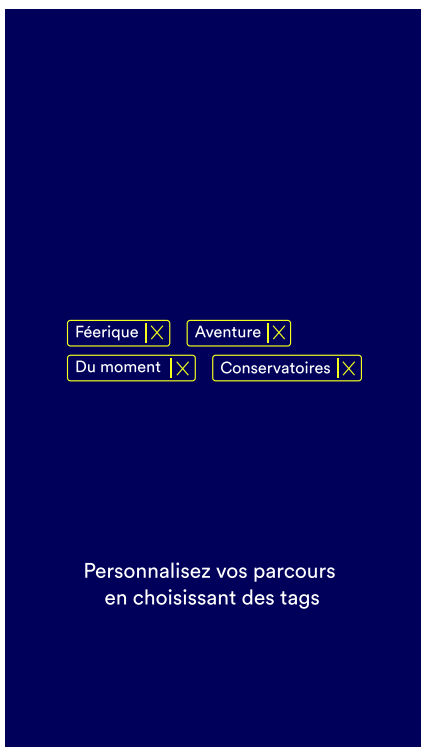 Féerique X Aventure X
Du moment X Conservatoires X
Personnalisez vos parcours
en choisissant des tags